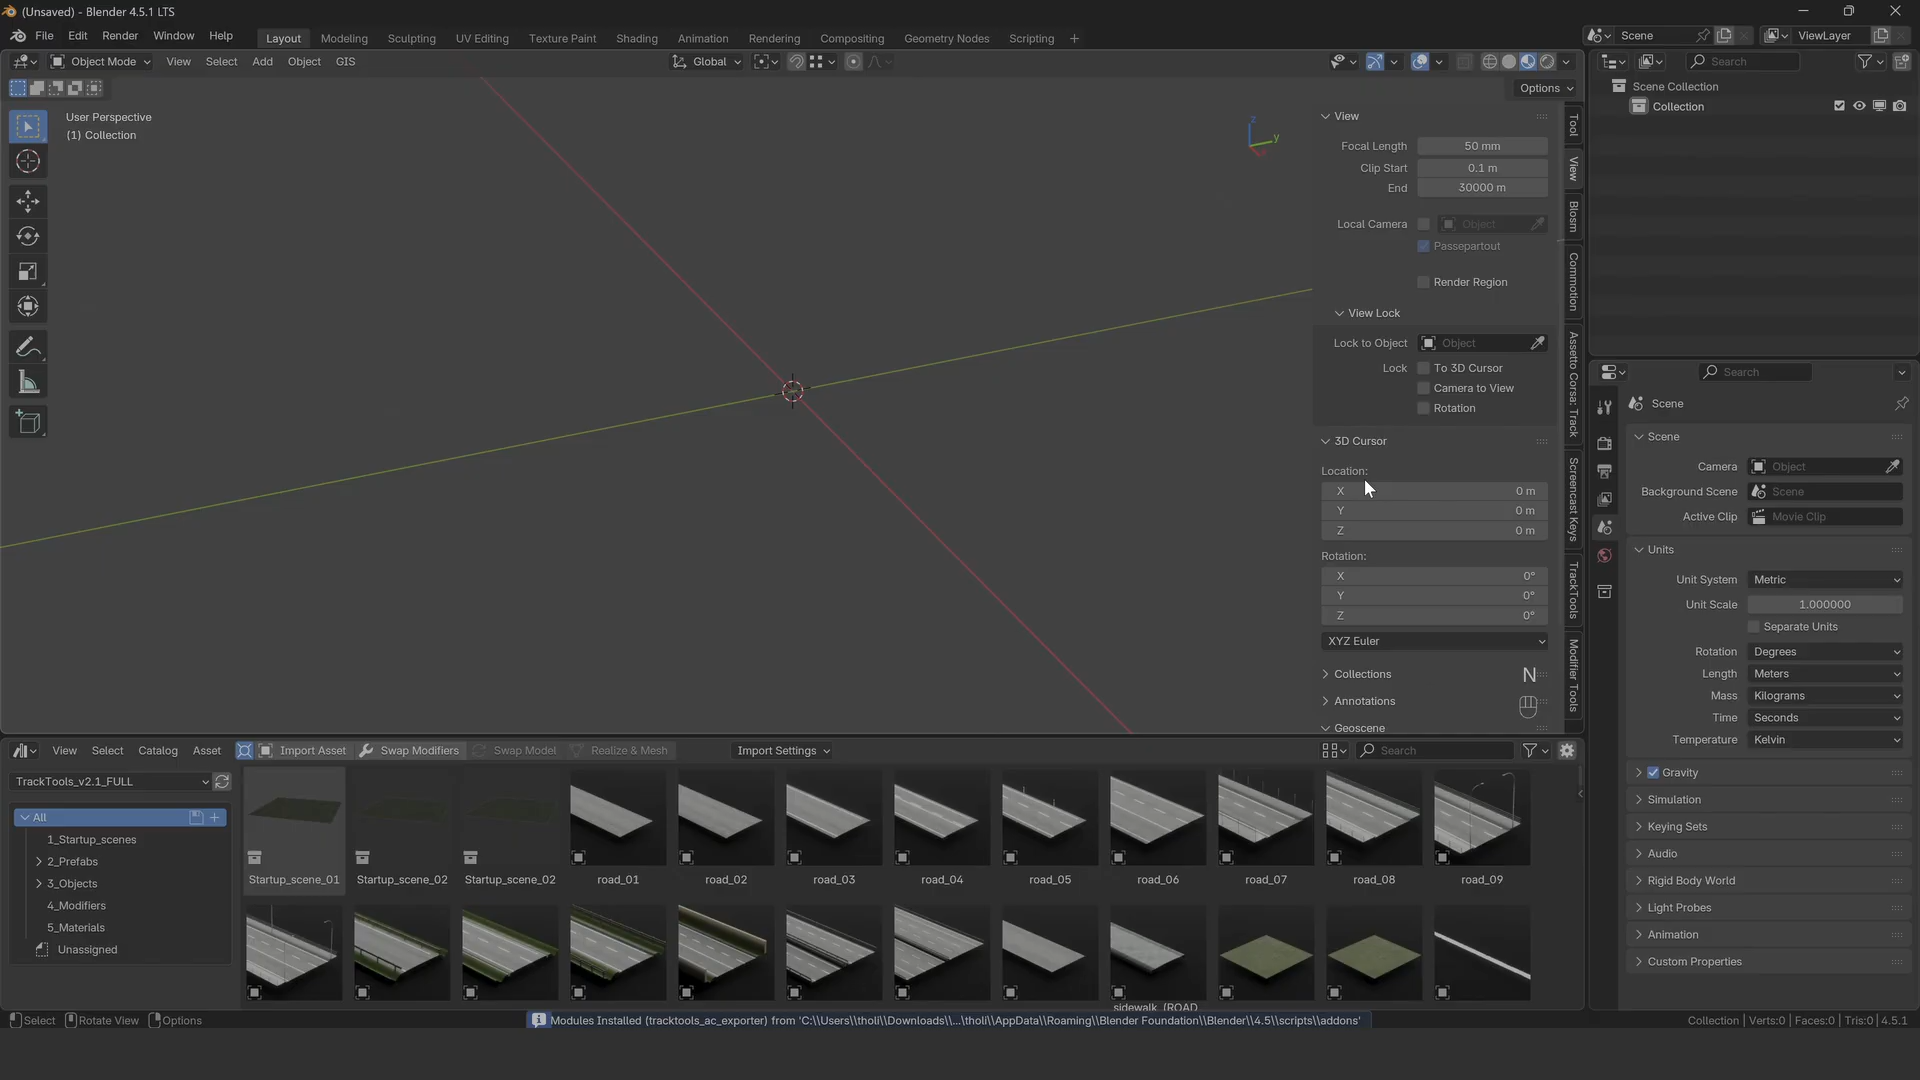 (Unsaved) - Blender 4.5.1 LTS
File Edit Render Window Help
Layout Modeling Sculpting UV Editing Texture Paint Shading Animation Rendering Compositing Geometry Nodes Scripting +
Scene ViewLayer
Object Mode View Select Add Object GIS
Global
Search
Options
Scene Collection
Collection
User Perspective
(1) Collection
Z
y
View
Focal Length 50 mm
Clip Start 0.1 m
End 30000 m
Local Camera Object
Passepartout
Render Region
View Lock
Lock to Object Object
Lock To 3D Cursor
Camera to View
Rotation
3D Cursor
Location:
X 0 m
Y 0 m
Z 0 m
Rotation:
X 0°
Y 0°
Z 0°
XYZ Euler
Collections
N
Annotations
Geoscene
Tool
View
Blosm
Commotion
Assetto Corsa: Track
Screencast Keys
TrackTools
Modifier Tools
Search
Scene
Scene
Camera Object
Background Scene Scene
Active Clip Movie Clip
Units
Unit System Metric
Unit Scale 1.000000
Separate Units
Rotation Degrees
Length Meters
Mass Kilograms
Time Seconds
Temperature Kelvin
Gravity
Simulation
Keying Sets
Audio
Rigid Body World
Light Probes
Animation
Custom Properties
View Select Catalog Asset Import Asset Swap Modifiers Swap Model Realize & Mesh Import Settings Search
TrackTools_v2.1_FULL
All
1_Startup_scenes
2_Prefabs
3_Objects
4_Modifiers
5_Materials
Unassigned
Startup_scene_01 Startup_scene_02 Startup_scene_02 road_01 road_02 road_03 road_04 road_05 road_06 road_07 road_08 road_09
sidewalk (ROAD
Select Rotate View Options
Modules Installed (tracktools_ac_exporter) from 'C:\\Users\\tholi\\Downloads\\...\\tholi\\AppData\\Roaming\\Blender Foundation\\Blender\\4.5\\scripts\\addons'
Collection | Verts:0 | Faces:0 | Tris:0 | 4.5.1